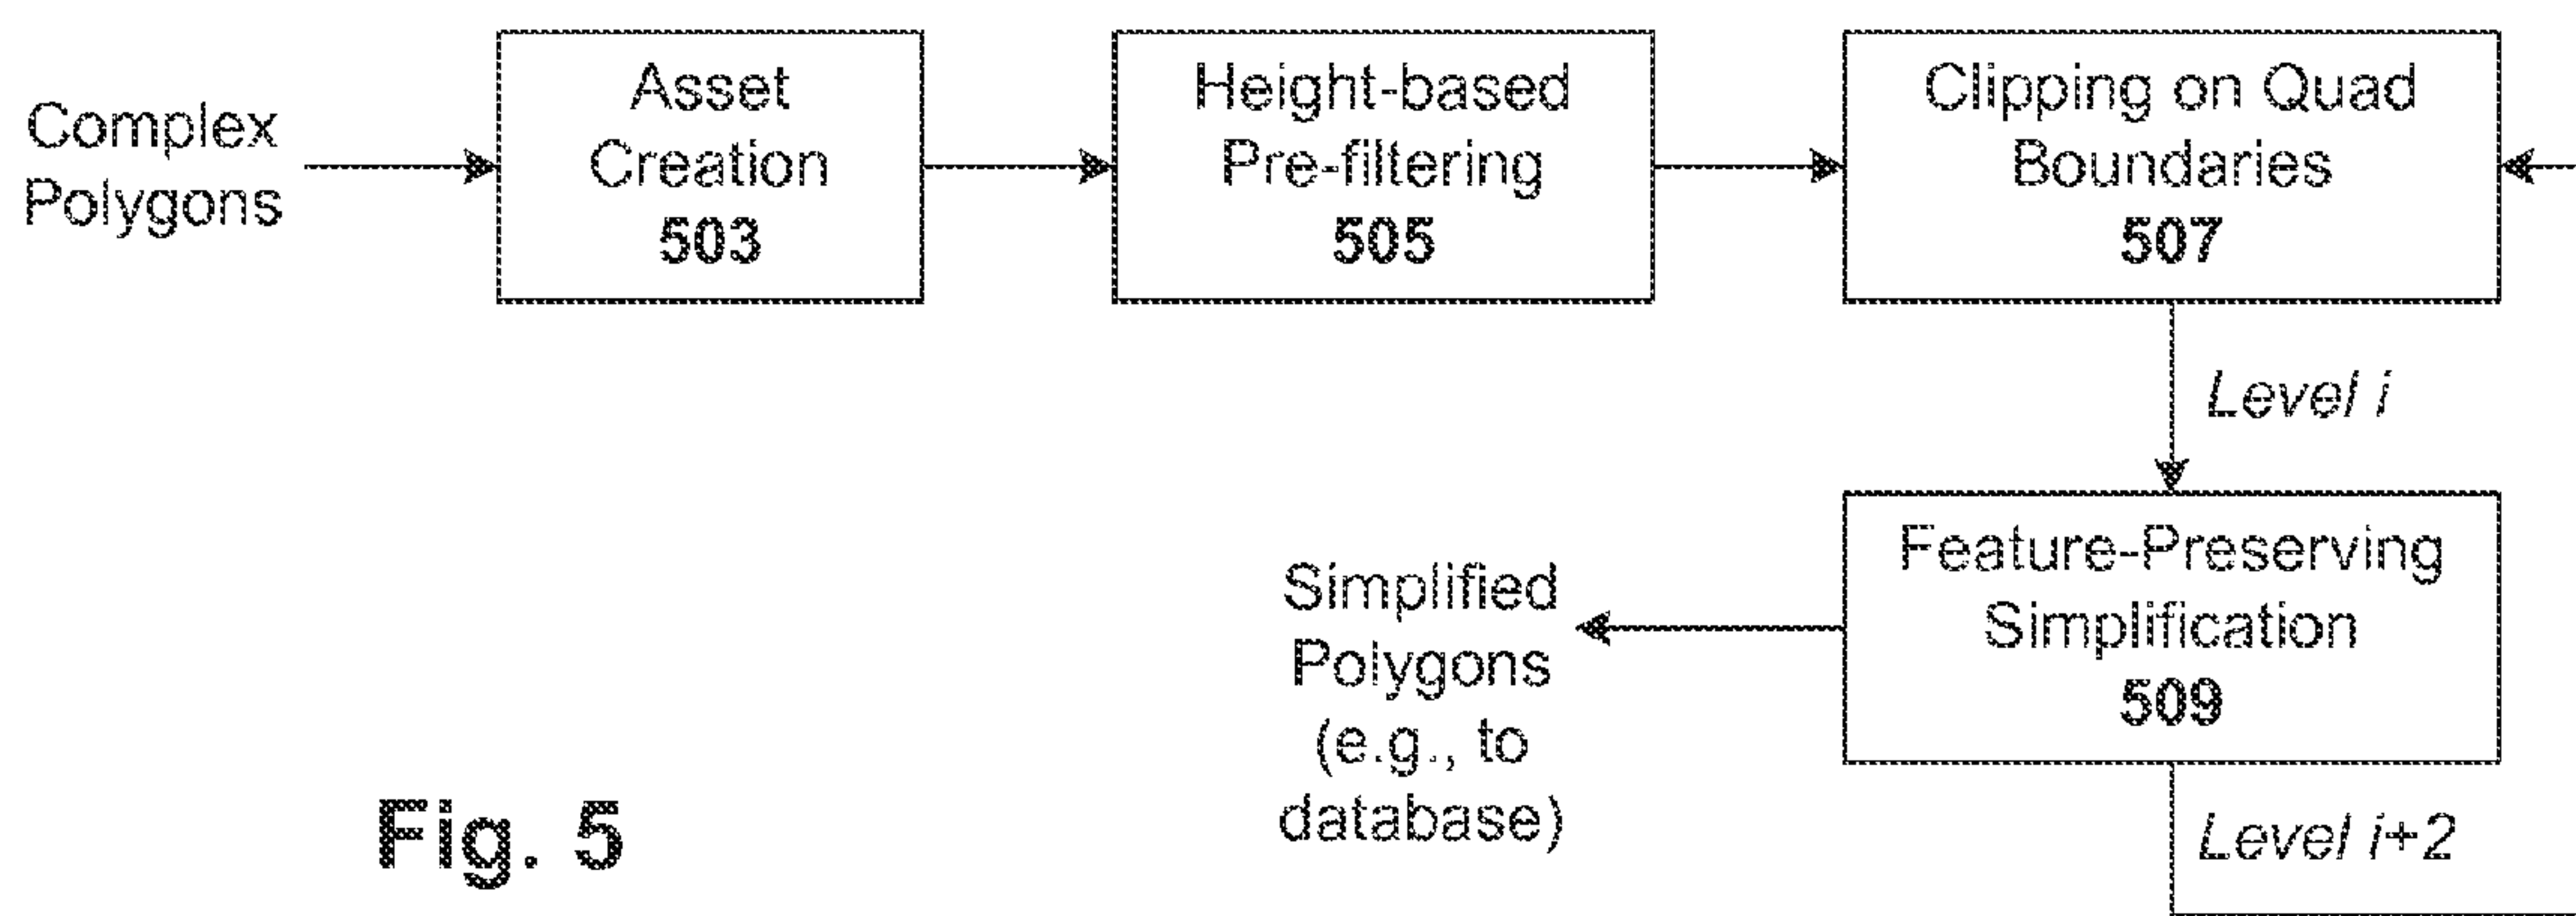 Complex
Polygons
Asset
Creation
503
Height-based
Pre-filtering
505
Clipping on Quad
Boundaries
507
Level i
Feature-Preserving
Simplification
509
Simplified
Polygons
(e.g., to
database)
Level i+2
Fig. 5